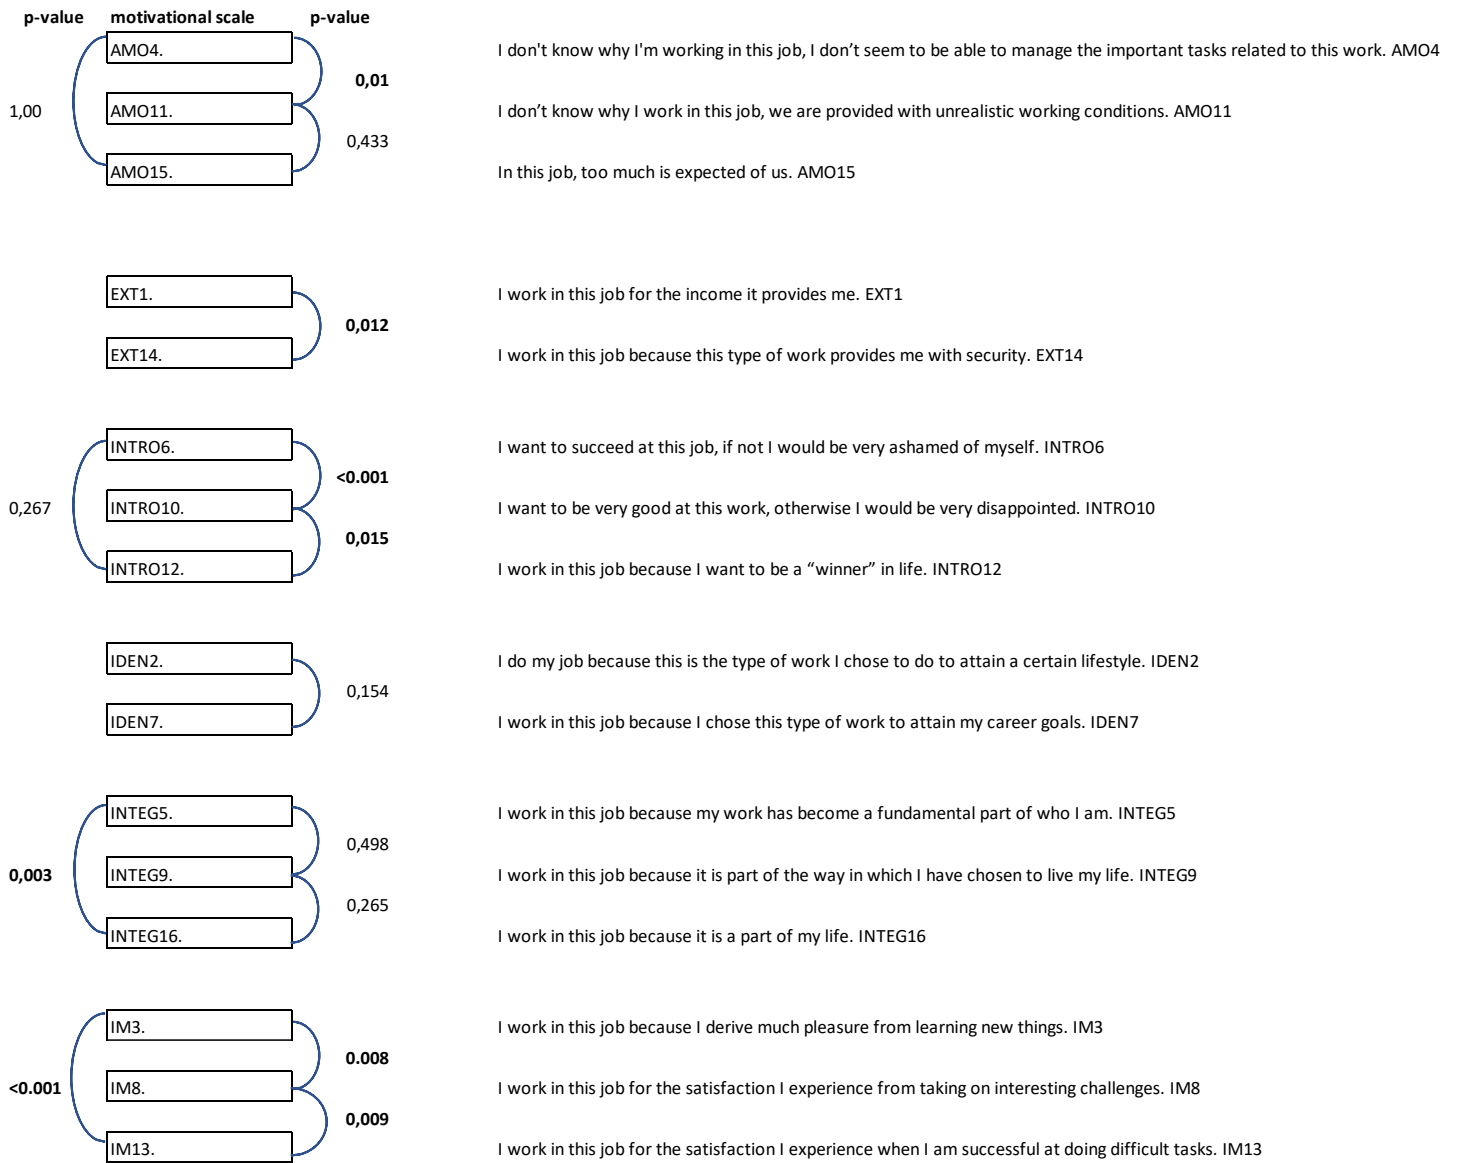 p-value motivational scale p-value
AMO4. I don't know why I'm working in this job, I don’t seem to be able to manage the important tasks related to this work. AMO4
0,01
1,00 AMO11. I don’t know why I work in this job, we are provided with unrealistic working conditions. AMO11
0,433
AMO15. In this job, too much is expected of us. AMO15
EXT1. I work in this job for the income it provides me. EXT1
0,012
EXT14. I work in this job because this type of work provides me with security. EXT14
INTRO6. I want to succeed at this job, if not I would be very ashamed of myself. INTRO6
<0.001
0,267 INTRO10. I want to be very good at this work, otherwise I would be very disappointed. INTRO10
0,015
INTRO12. I work in this job because I want to be a “winner” in life. INTRO12
IDEN2. I do my job because this is the type of work I chose to do to attain a certain lifestyle. IDEN2
0,154
IDEN7. I work in this job because I chose this type of work to attain my career goals. IDEN7
INTEG5. I work in this job because my work has become a fundamental part of who I am. INTEG5
0,498
0,003 INTEG9. I work in this job because it is part of the way in which I have chosen to live my life. INTEG9
0,265
INTEG16. I work in this job because it is a part of my life. INTEG16
IM3. I work in this job because I derive much pleasure from learning new things. IM3
0.008
<0.001 IM8. I work in this job for the satisfaction I experience from taking on interesting challenges. IM8
0,009
IM13. I work in this job for the satisfaction I experience when I am successful at doing difficult tasks. IM13